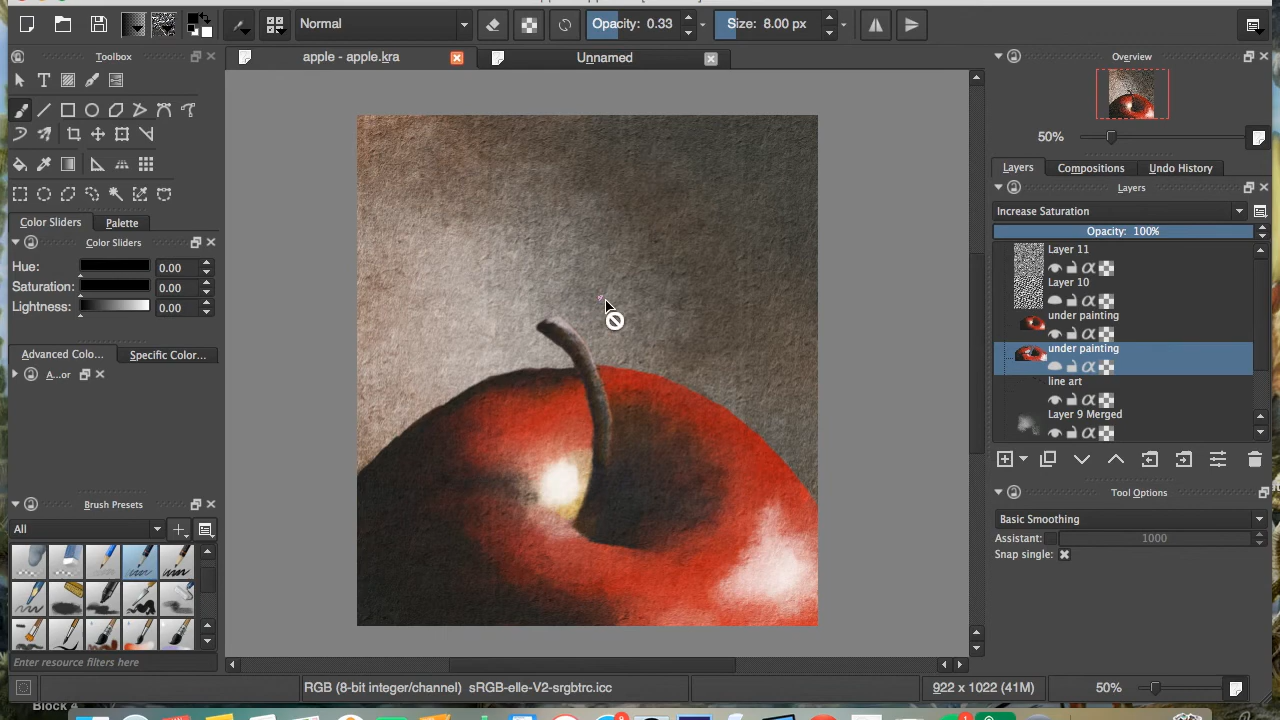 Normal
Opacity: 0.33
Size: 8.00 px
Toolbox
apple - apple.kra
Unnamed
Overview
50%
Layers
Compositions
Undo History
Layers
Increase Saturation
Opacity: 100%
Layer 11
Layer 10
under painting
under painting
line art
Layer 9 Merged
Color Sliders
Palette
Color Sliders
Hue:
0.00
Saturation:
0.00
Lightness:
0.00
Advanced Colo...
Specific Color...
A...or
Brush Presets
All
Enter resource filters here
Tool Options
Basic Smoothing
Assistant:
1000
Snap single:
RGB (8-bit integer/channel) sRGB-elle-V2-srgbtrc.icc
922 x 1022 (41M)
50%
Block 4